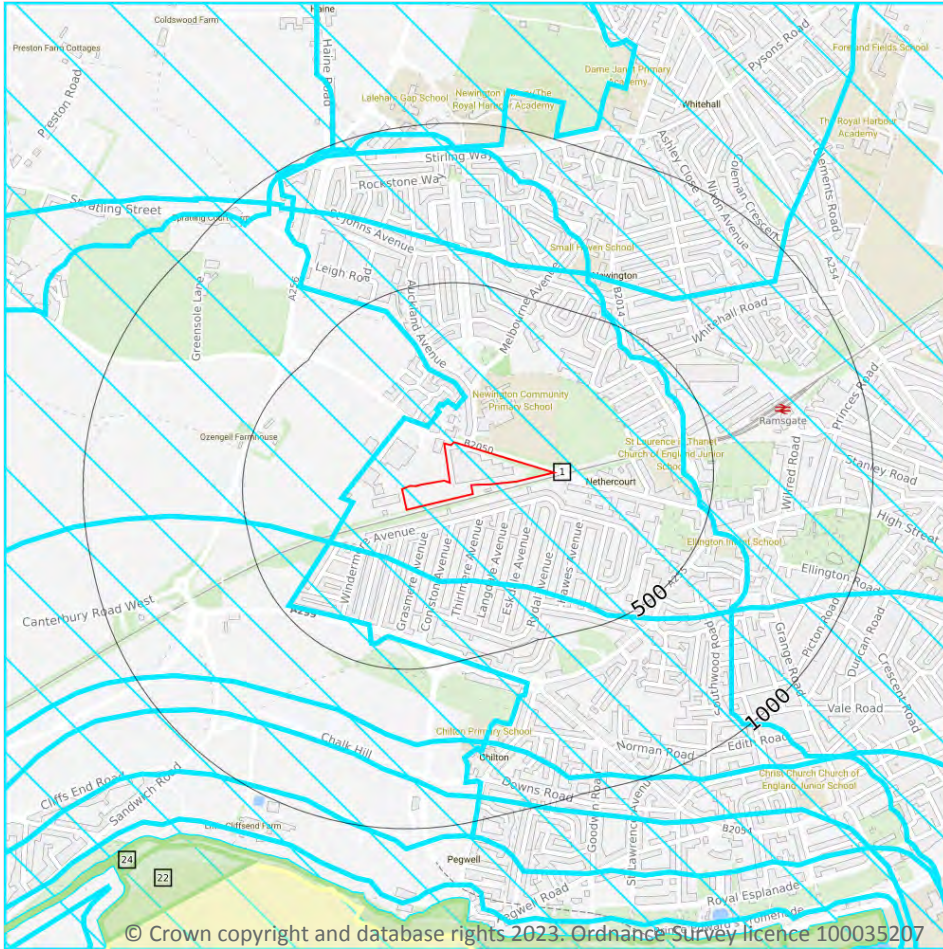 Haine
Coldswood Farm
Preston Farm Cottages
Haine Road
Pysons Road
Foreland Fields School
Preston Road
Dame Janet Primary
Academy
Laleham Gap School
The Royal Harbour Academy
Whitehall
The Royal Harbour
Academy
Stirling Way
Ashley Close
Coleman Crescent
Rockstone Way
Nixon Avenue
Spratling Street
St Johns Avenue
A254
Small Haven School
Newington
Leigh Road
A256
B2014
Greensole Lane
Auckland Avenue
Melbourne Avenue
Whitehall Road
Princes Road
Newington Community
Primary School
Ramsgate
Ozengell Farmhouse
B2050
St Laurence In Thanet
Church of England Junior
School
Stanley Road
1
Nethercourt
Wilfred Road
High Street
Windermere Avenue
Ellington Infant School
Grasmere Avenue
Coniston Avenue
Thirlmere Avenue
Langdale Avenue
Eskdale Avenue
Rydal Avenue
Ellington Road
500
Canterbury Road West
A299
Southwood Road
Grange Road
Picton Road
Duncan Road
Crescent Road
1000
Vale Road
Chilton Primary School
Chilton
Norman Road
Edith Road
Chalk Hill
Christ Church Church of
England Junior School
Cliffs End Road
Sandwich Road
Downs Road
Goodwin Road
St Lawrence Avenue
B2054
Little Cliffsend Farm
24
22
Pegwell
Pegwell Road
Royal Esplanade
© Crown copyright and database rights 2023. Ordnance Survey licence 100035207